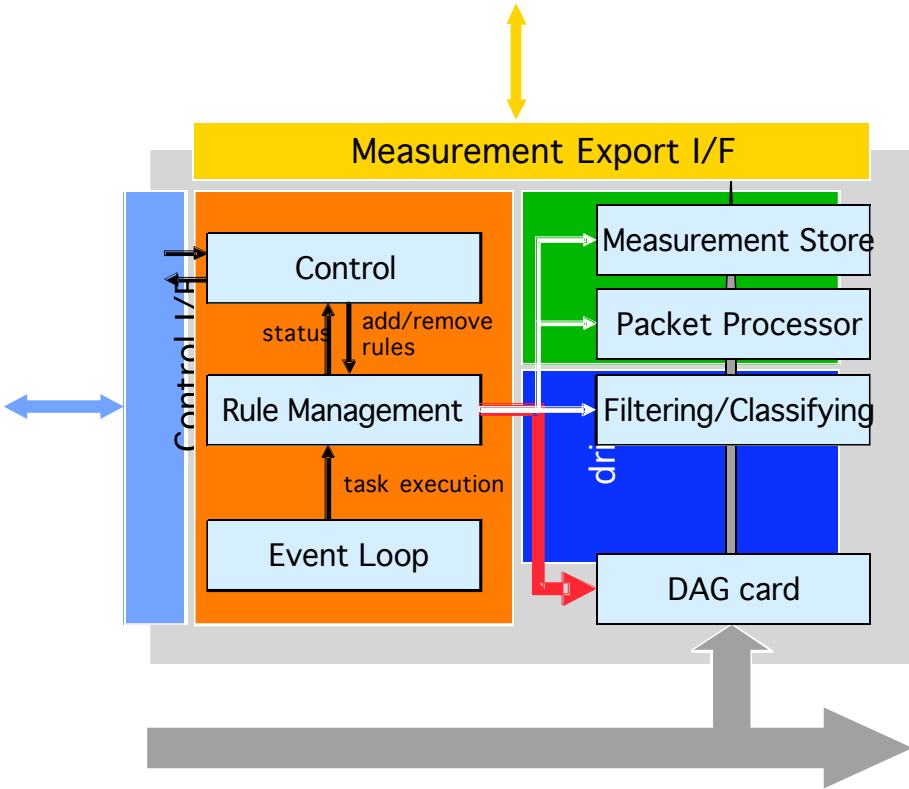 Measurement Export I/F
Control I/F
Control
status
add/remove
rules
Rule Management
task execution
Event Loop
Measurement Store
Packet Processor
Filtering/Classifying
DAG card